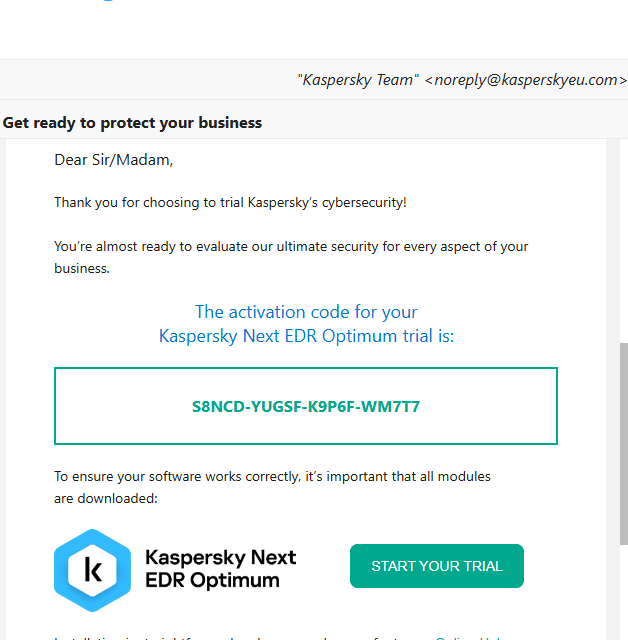 "Kaspersky Team" <noreply@kasperskyeu.com>
Get ready to protect your business
Dear Sir/Madam,
Thank you for choosing to trial Kaspersky’s cybersecurity!
You’re almost ready to evaluate our ultimate security for every aspect of your
business.
The activation code for your
Kaspersky Next EDR Optimum trial is:
S8NCD-YUGSF-K9P6F-WM7T7
To ensure your software works correctly, it’s important that all modules
are downloaded:
k
Kaspersky Next
EDR Optimum
START YOUR TRIAL